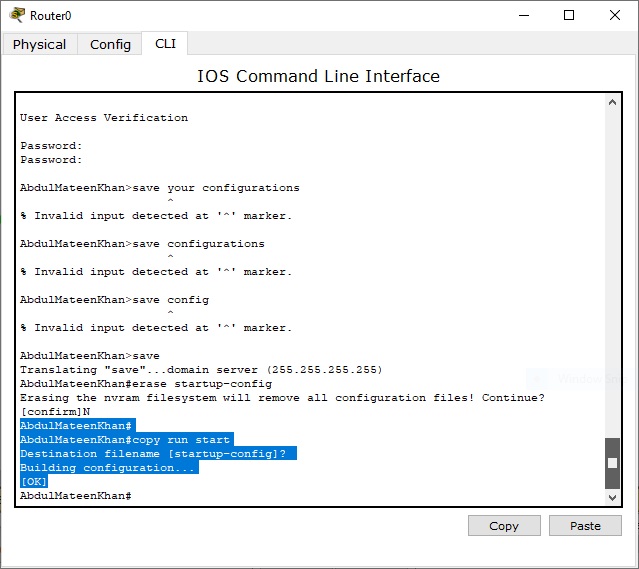 Router0
Physical Config CLI
IOS Command Line Interface
User Access Verification
Password:
Password:
AbdulMateenKhan>save your configurations
^
% Invalid input detected at '^' marker.
AbdulMateenKhan>save configurations
^
% Invalid input detected at '^' marker.
AbdulMateenKhan>save config
^
% Invalid input detected at '^' marker.
AbdulMateenKhan>save
Translating "save"...domain server (255.255.255.255)
AbdulMateenKhan#erase startup-config
Erasing the nvram filesystem will remove all configuration files! Continue?
[confirm]N
AbdulMateenKhan#
AbdulMateenKhan#copy run start
Destination filename [startup-config]?
Building configuration...
[OK]
AbdulMateenKhan#
Copy Paste